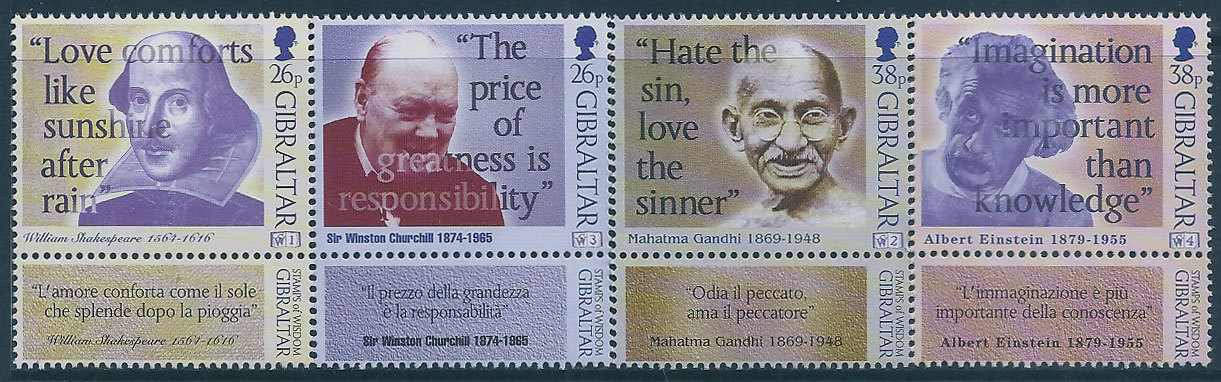 “Love comforts
like
sunshine
after
rain”
26p
GIBRALTAR
William Shakespeare 1564-1616
W 1
“The
price
of
greatness is
responsibility”
26p
GIBRALTAR
Sir Winston Churchill 1874-1965
W 3
“Hate the
sin,
love
the
sinner”
38p
GIBRALTAR
Mahatma Gandhi 1869-1948
W 2
“Imagination
is more
important
than
knowledge”
38p
GIBRALTAR
Albert Einstein 1879-1955
W 4
“L'amore conforta come il sole
che splende dopo la pioggia”
William Shakespeare 1564-1616
STAMPS of WISDOM
GIBRALTAR
“Il prezzo della grandezza
è la responsabilità”
Sir Winston Churchill 1874-1965
STAMPS of WISDOM
GIBRALTAR
“Odia il peccato,
ama il peccatore”
Mahatma Gandhi 1869-1948
STAMPS of WISDOM
GIBRALTAR
“L'immaginazione è più
importante della conoscenza”
Albert Einstein 1879-1955
STAMPS of WISDOM
GIBRALTAR